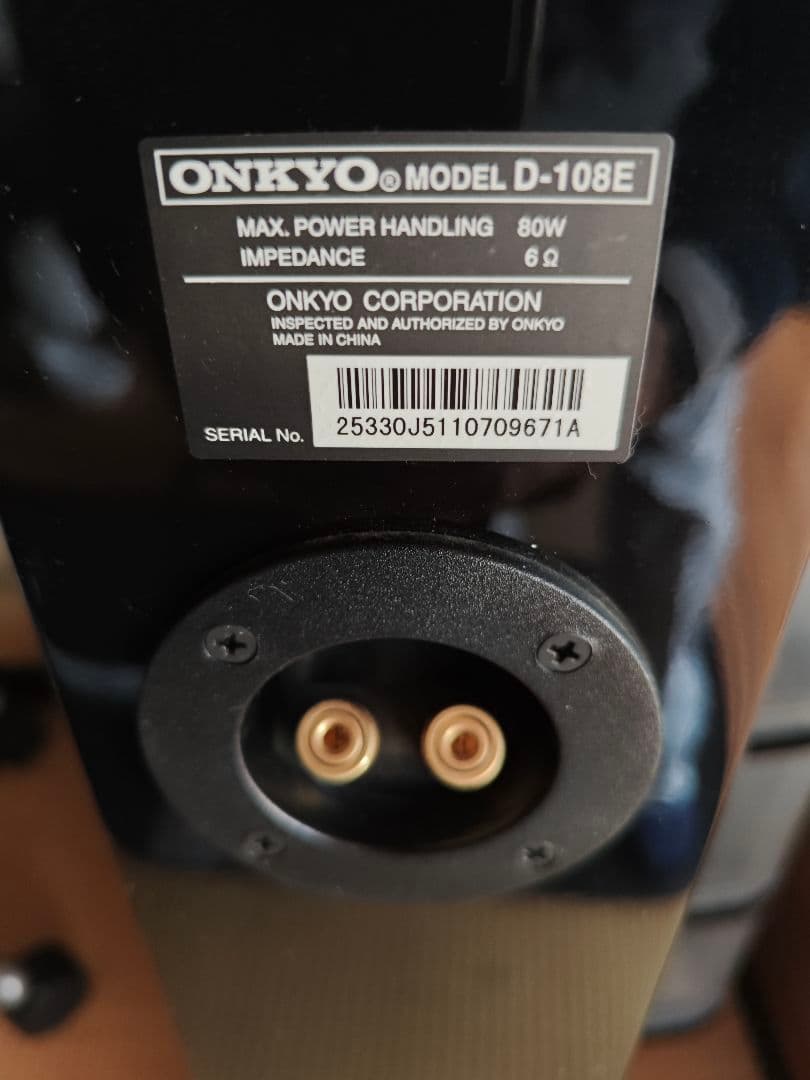 ONKYO® MODEL D-108E
MAX. POWER HANDLING 80W
IMPEDANCE 6Ω
ONKYO CORPORATION
INSPECTED AND AUTHORIZED BY ONKYO
MADE IN CHINA
SERIAL No. 25330J5110709671A